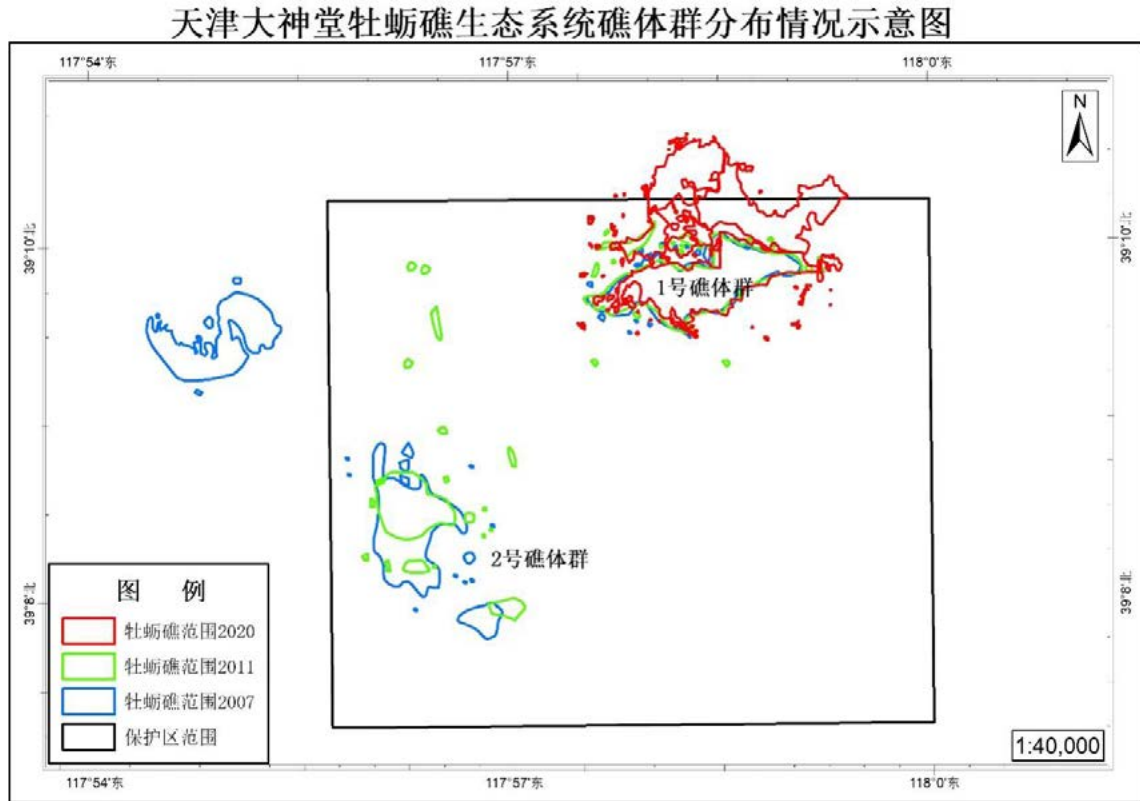 天津大神堂牡蛎礁生态系统礁体群分布情况示意图
117°54'东
117°57'东
118°0'东
N
39°10'北
39°10'北
1号礁体群
2号礁体群
39°8'北
39°8'北
图 例
牡蛎礁范围2020
牡蛎礁范围2011
牡蛎礁范围2007
保护区范围
1:40,000
117°54'东
117°57'东
118°0'东